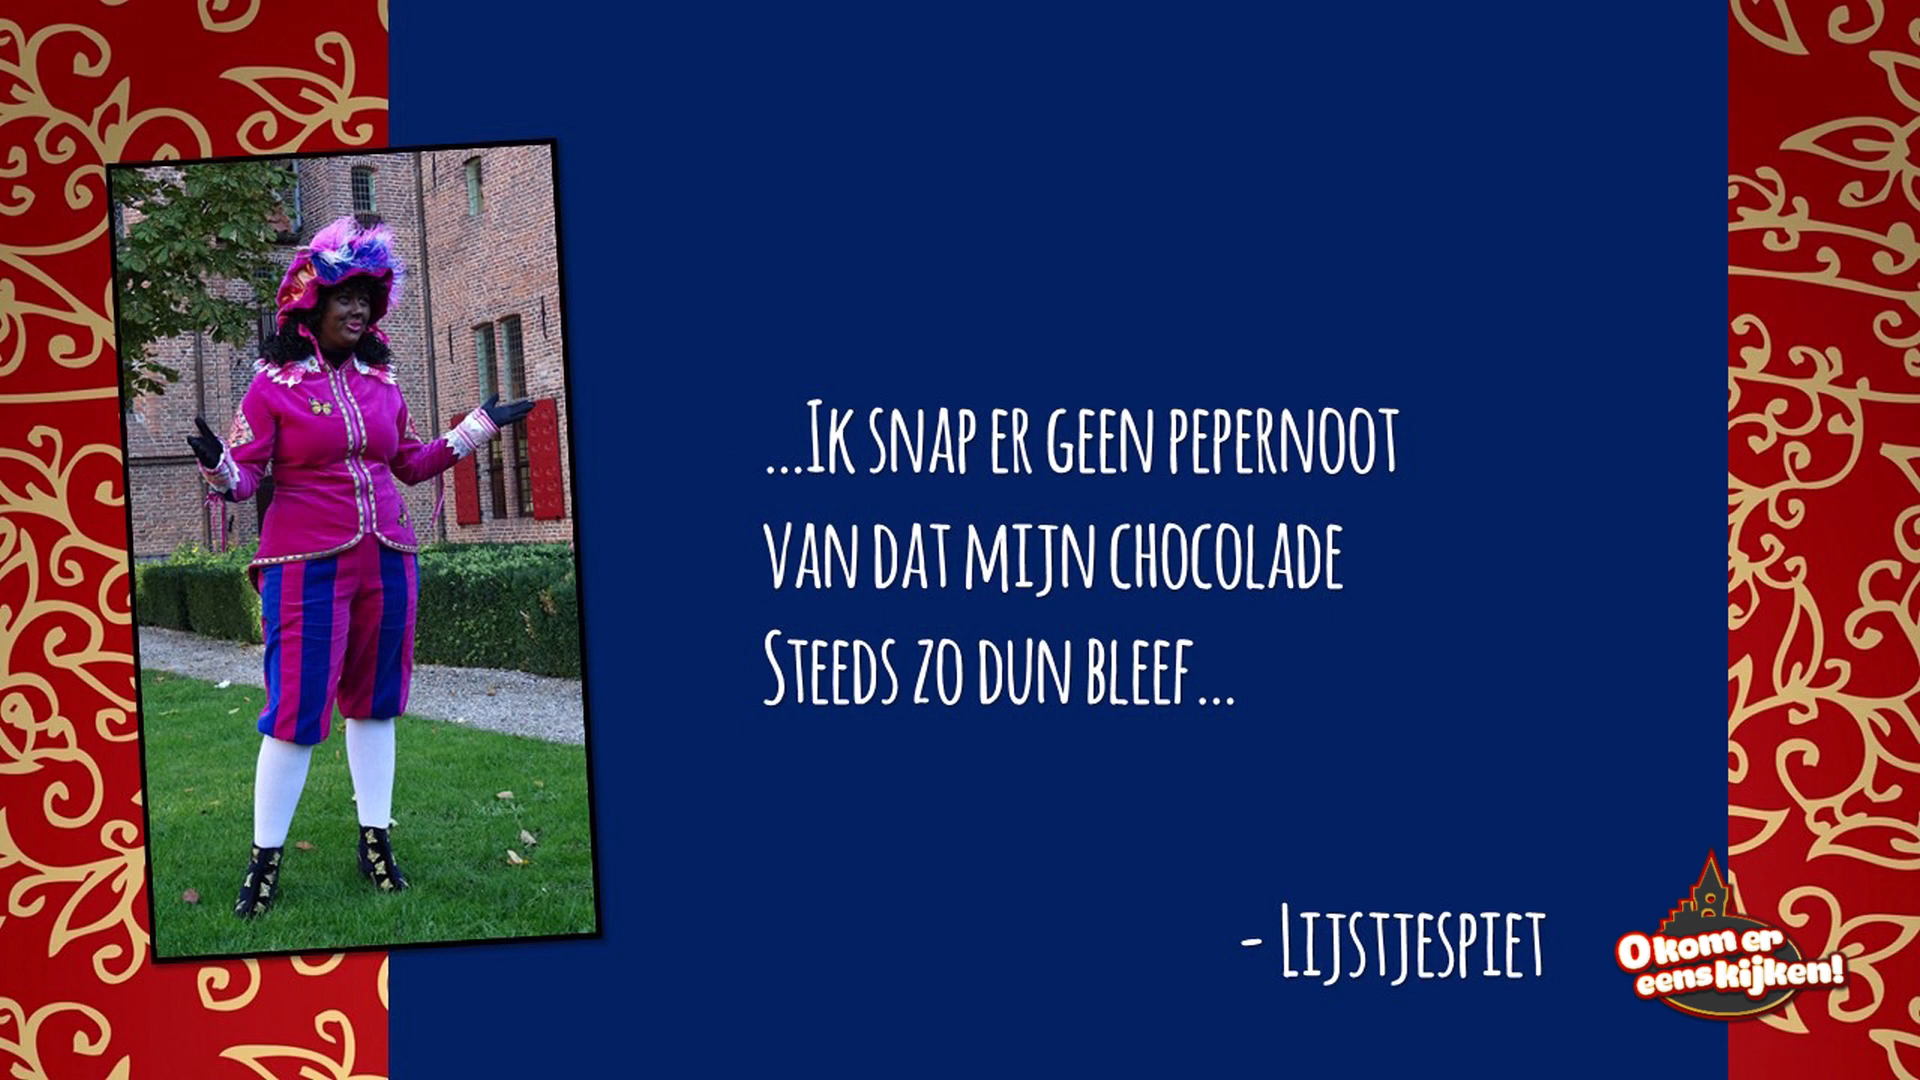 ...Ik snap er geen pepernoot
van dat mijn chocolade
Steeds zo dun bleef...
- Lijstjespiet
O kom er
eens kijken!